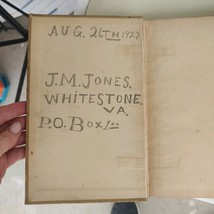 AUG. 26TH 1927
J.M. JONES.
WHITESTONE,
VA.
P.O. BOX